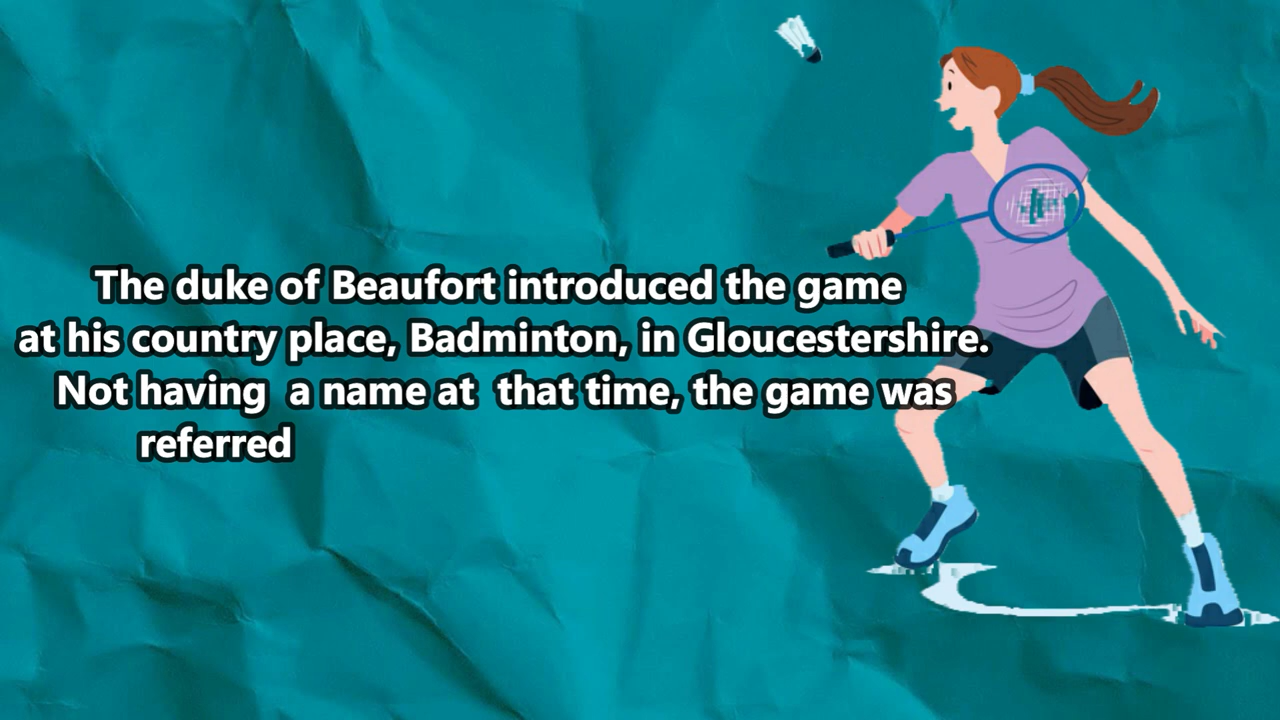 The duke of Beaufort introduced the game
at his country place, Badminton, in Gloucestershire.
Not having a name at that time, the game was
referred